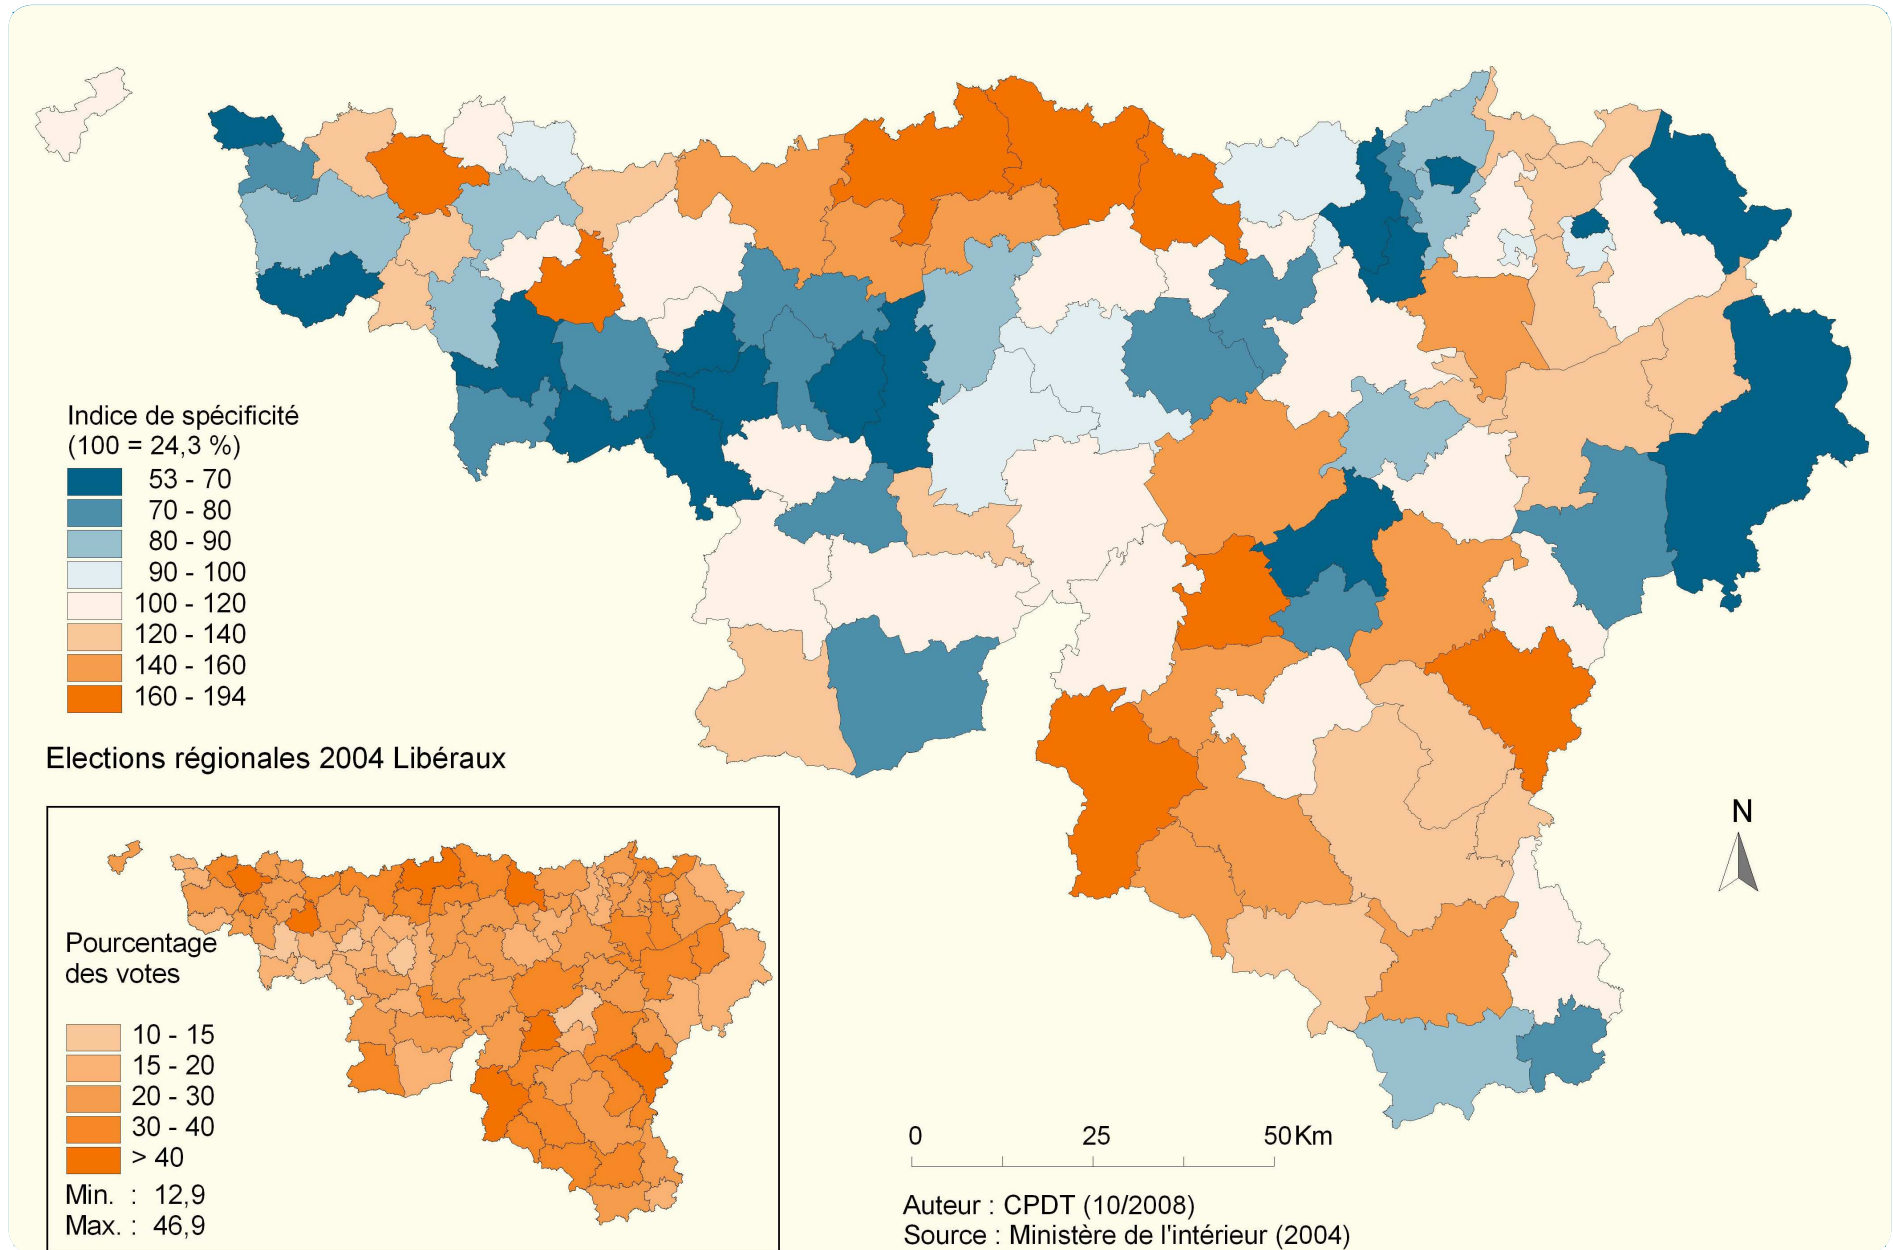 Indice de spécificité
(100 = 24,3 %)
53 - 70
70 - 80
80 - 90
90 - 100
100 - 120
120 - 140
140 - 160
160 - 194
Elections régionales 2004 Libéraux
Pourcentage
des votes
10 - 15
15 - 20
20 - 30
30 - 40
> 40
Min. : 12,9
Max. : 46,9
N
0 25 50Km
Auteur : CPDT (10/2008)
Source : Ministère de l'intérieur (2004)